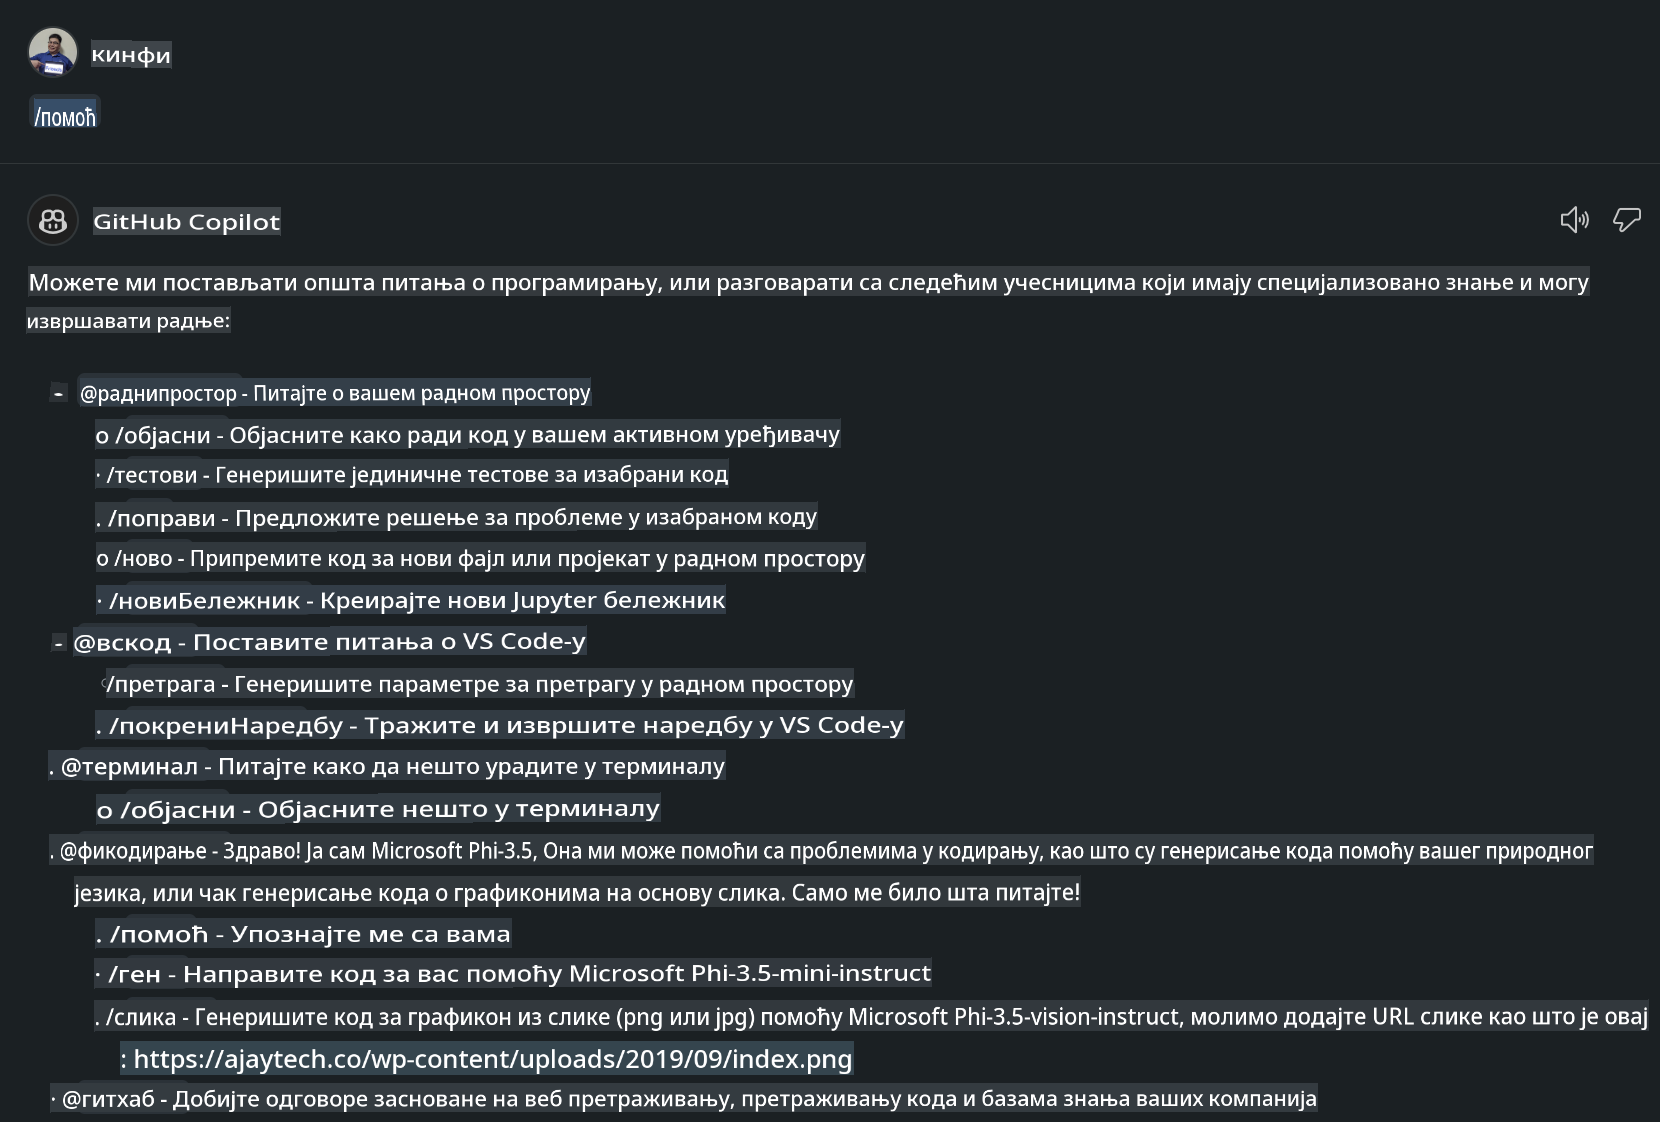 кинфи
/помоћ
GitHub Copilot
Можете ми постављати општа питања о програмирању, или разговарати са следећим учесницима који имају специјализовано знање и могу
извршавати радње:
- @раднипростор - Питајте о вашем радном простору
o /објасни - Објасните како ради код у вашем активном уређивачу
· /тестови - Генеришите јединичне тестове за изабрани код
. /поправи - Предложите решење за проблеме у изабраном коду
o /ново - Припремите код за нови фајл или пројекат у радном простору
· /новиБележник - Креирајте нови Jupyter бележник
- @вскод - Поставите питања о VS Code-у
/претрага - Генеришите параметре за претрагу у радном простору
. /покрениНаредбу - Тражите и извршите наредбу у VS Code-у
. @терминал - Питајте како да нешто урадите у терминалу
o /објасни - Објасните нешто у терминалу
. @фикодирање - Здраво! Ја сам Microsoft Phi-3.5, Она ми може помоћи са проблемима у кодирању, као што су генерисање кода помоћу вашег природног
језика, или чак генерисање кода о графиконима на основу слика. Само ме било шта питајте!
. /помоћ - Упознајте ме са вама
· /ген - Направите код за вас помоћу Microsoft Phi-3.5-mini-instruct
. /слика - Генеришите код за графикон из слике (png или jpg) помоћу Microsoft Phi-3.5-vision-instruct, молимо додајте URL слике као што је овај
: https://ajaytech.co/wp-content/uploads/2019/09/index.png
· @гитхаб - Добијте одговоре засноване на веб претраживању, претраживању кода и базама знања ваших компанија